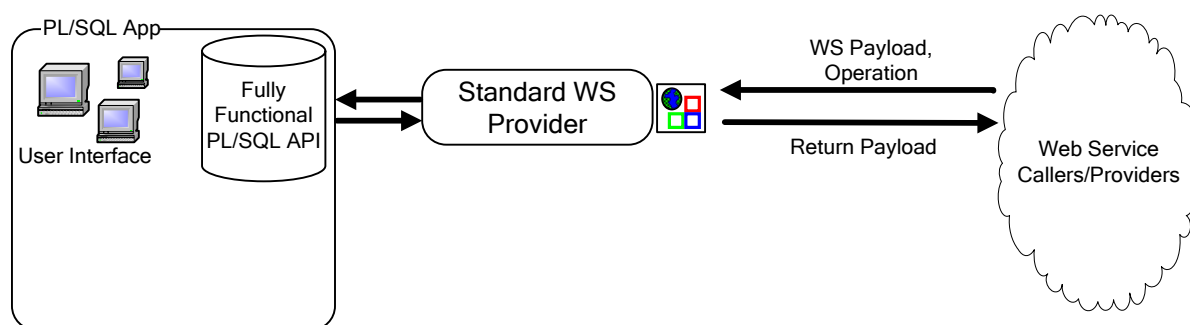 PL/SQL App
User Interface
Fully
Functional
PL/SQL API
Standard WS
Provider
WS Payload,
Operation
Return Payload
Web Service
Callers/Providers